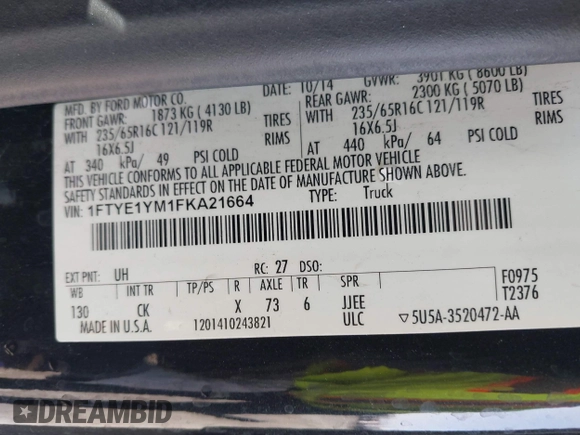 MFD. BY FORD MOTOR CO. DATE: 10/14 GVWR: 3901 KG ( 8600 LB)
FRONT GAWR: 1873 KG ( 4130 LB) REAR GAWR: 2300 KG ( 5070 LB)
WITH 235/65R16C 121/119R TIRES WITH 235/65R16C 121/119R TIRES
16X6.5J RIMS 16X6.5J RIMS
AT 340 kPa/ 49 PSI COLD AT 440 kPa/ 64 PSI COLD
THIS VEHICLE CONFORMS TO ALL APPLICABLE FEDERAL MOTOR VEHICLE
SAFETY STANDARDS IN EFFECT ON THE DATE OF MANUFACTURE SHOWN ABOVE.
VIN: 1FTYE1YM1FKA21664 TYPE: Truck
EXT PNT: UH RC: 27 DSO:
WB INT TR TP/PS R AXLE TR SPR F0975
130 CK X 73 6 JJEE T2376
MADE IN U.S.A. 1201410243821 ULC ▽5U5A-3520472-AA
DREAMBID